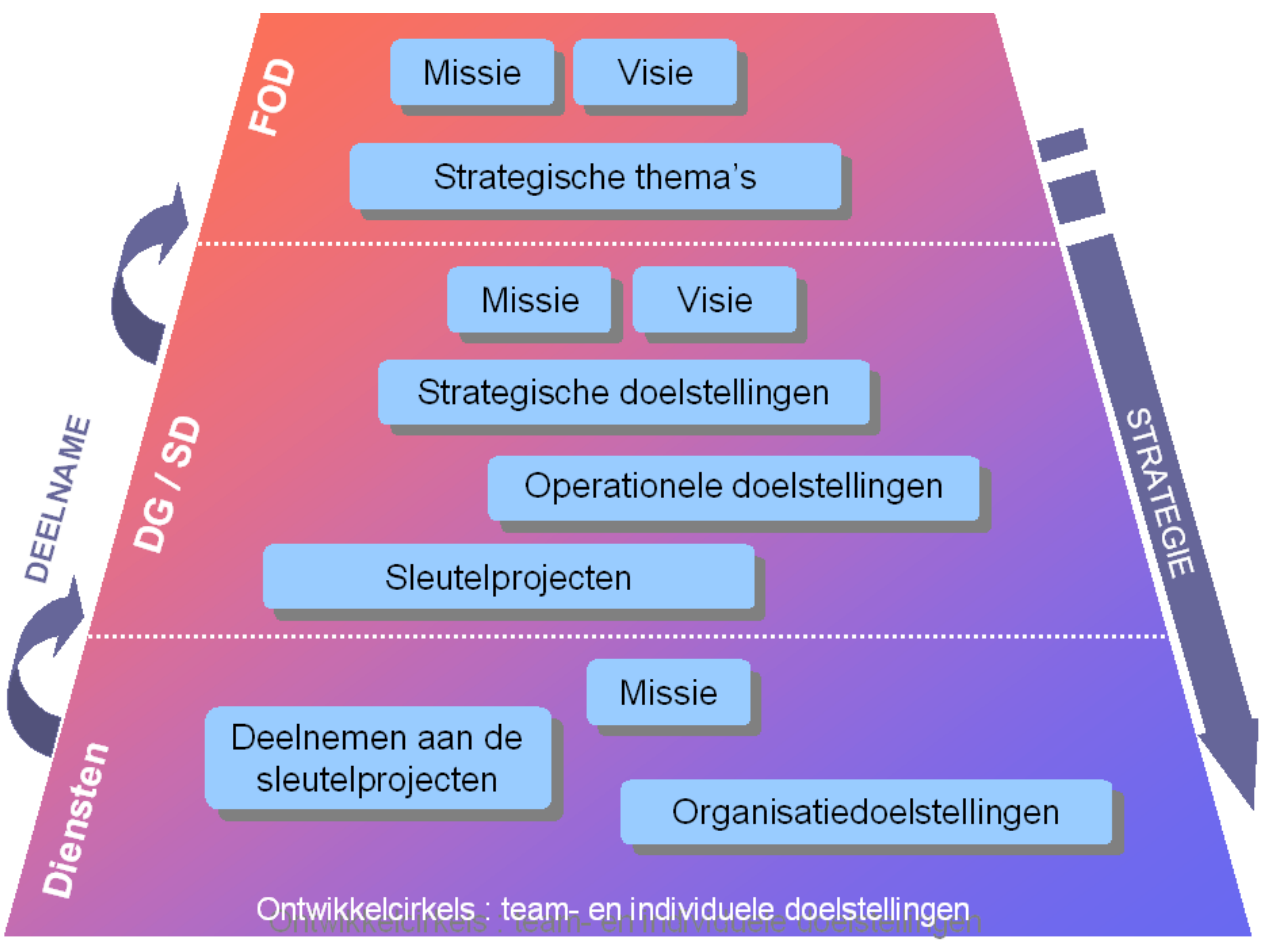 FOD
Missie
Visie
Strategische thema’s
DEELNAME
DG / SD
Missie
Visie
Strategische doelstellingen
Operationele doelstellingen
Sleutelprojecten
STRATEGIE
Diensten
Missie
Deelnemen aan de
sleutelprojecten
Organisatiedoelstellingen
Ontwikkelcirkels : team- en individuele doelstellingen